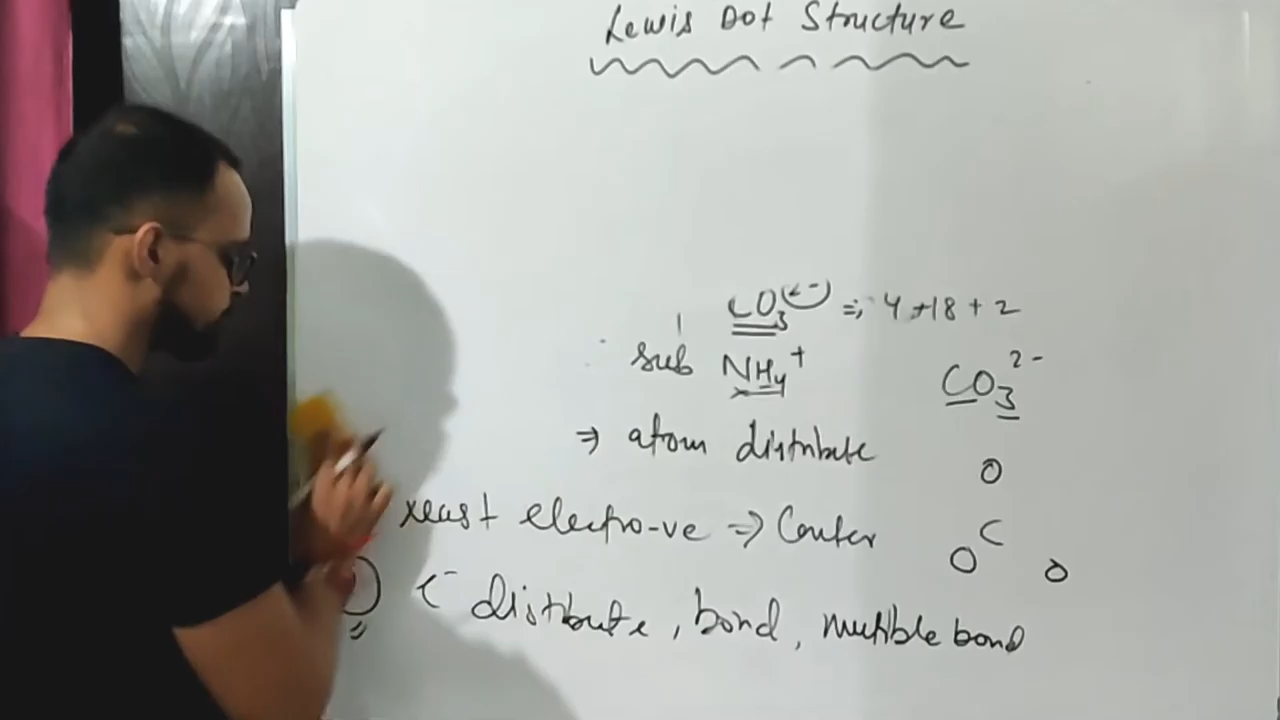 Lewis Dot Structure
CO3(2-) => 4+18+2
sub NH4+
CO3 2-
=> atom distribute
O
least electro-ve => Center
C
O O
e- distribute, bond, multible bond